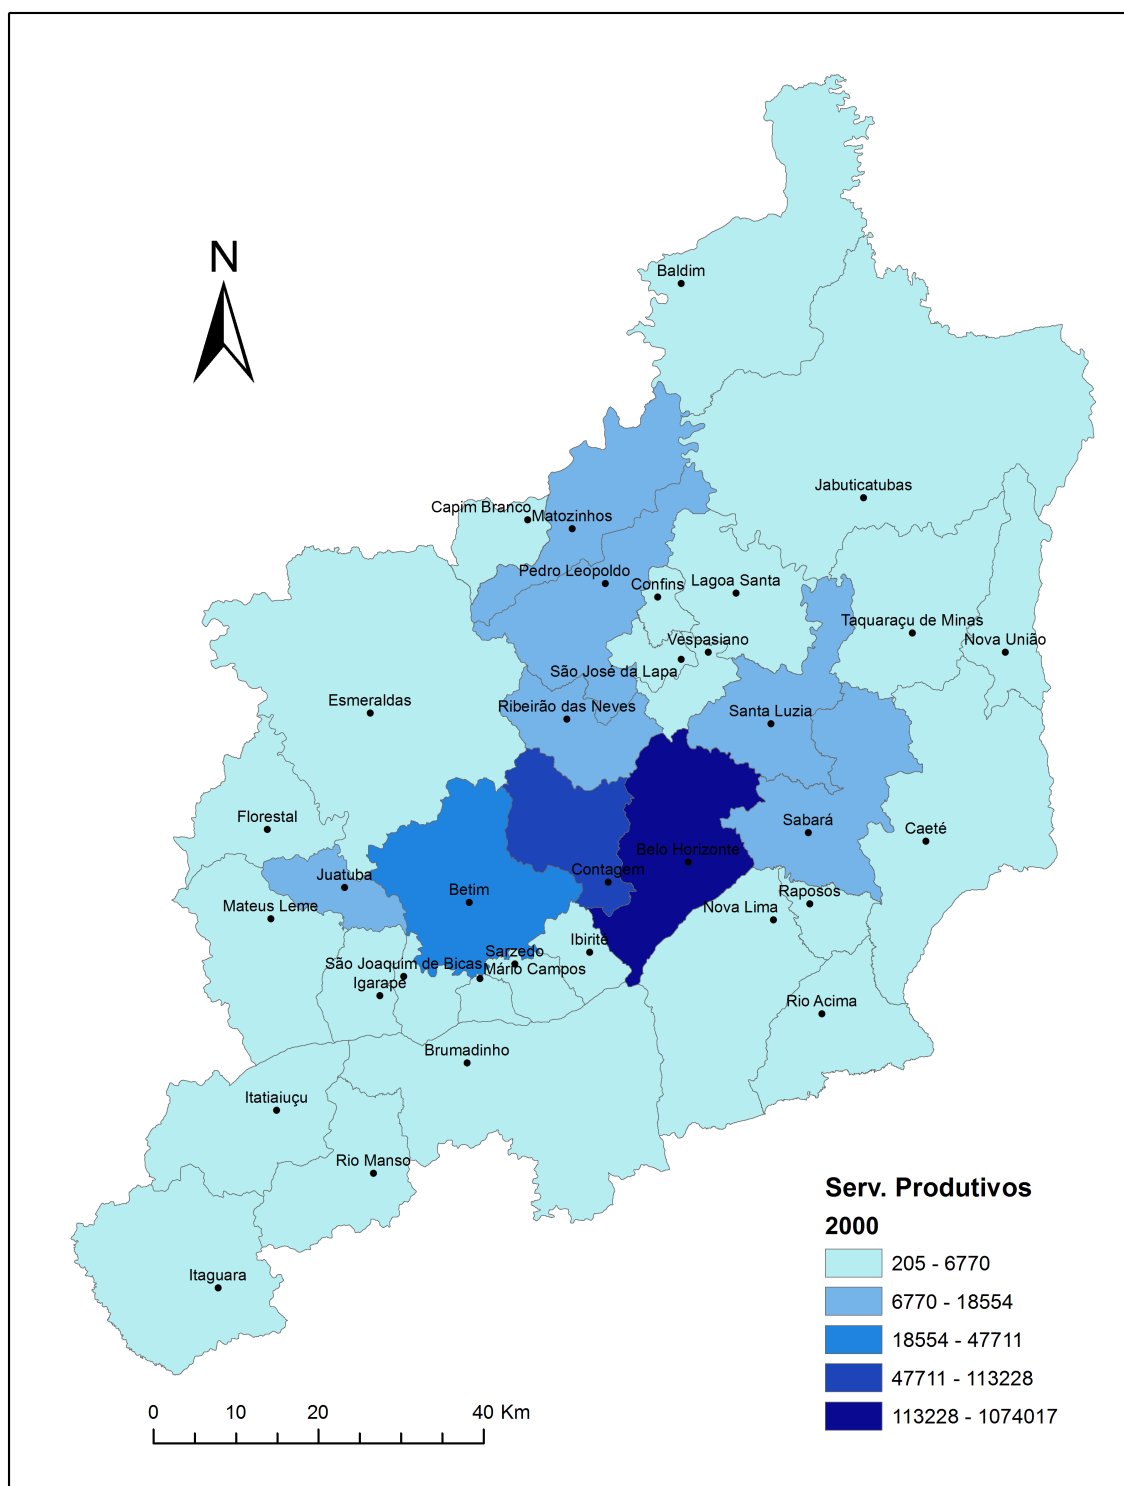 N
Baldim
Jabuticatubas
Capim Branco
Matozinhos
Pedro Leopoldo
Confins
Lagoa Santa
Taquaraçu de Minas
Vespasiano
Nova União
São José da Lapa
Esmeraldas
Ribeirão das Neves
Santa Luzia
Florestal
Sabará
Caeté
Belo Horizonte
Contagem
Juatuba
Betim
Mateus Leme
Raposos
Nova Lima
Ibirité
Sarzedo
São Joaquim de Bicas
Mário Campos
Igarapé
Rio Acima
Brumadinho
Itatiaiuçu
Rio Manso
Itaguara
Serv. Produtivos
2000
205 - 6770
6770 - 18554
18554 - 47711
47711 - 113228
113228 - 1074017
0 10 20 40 Km